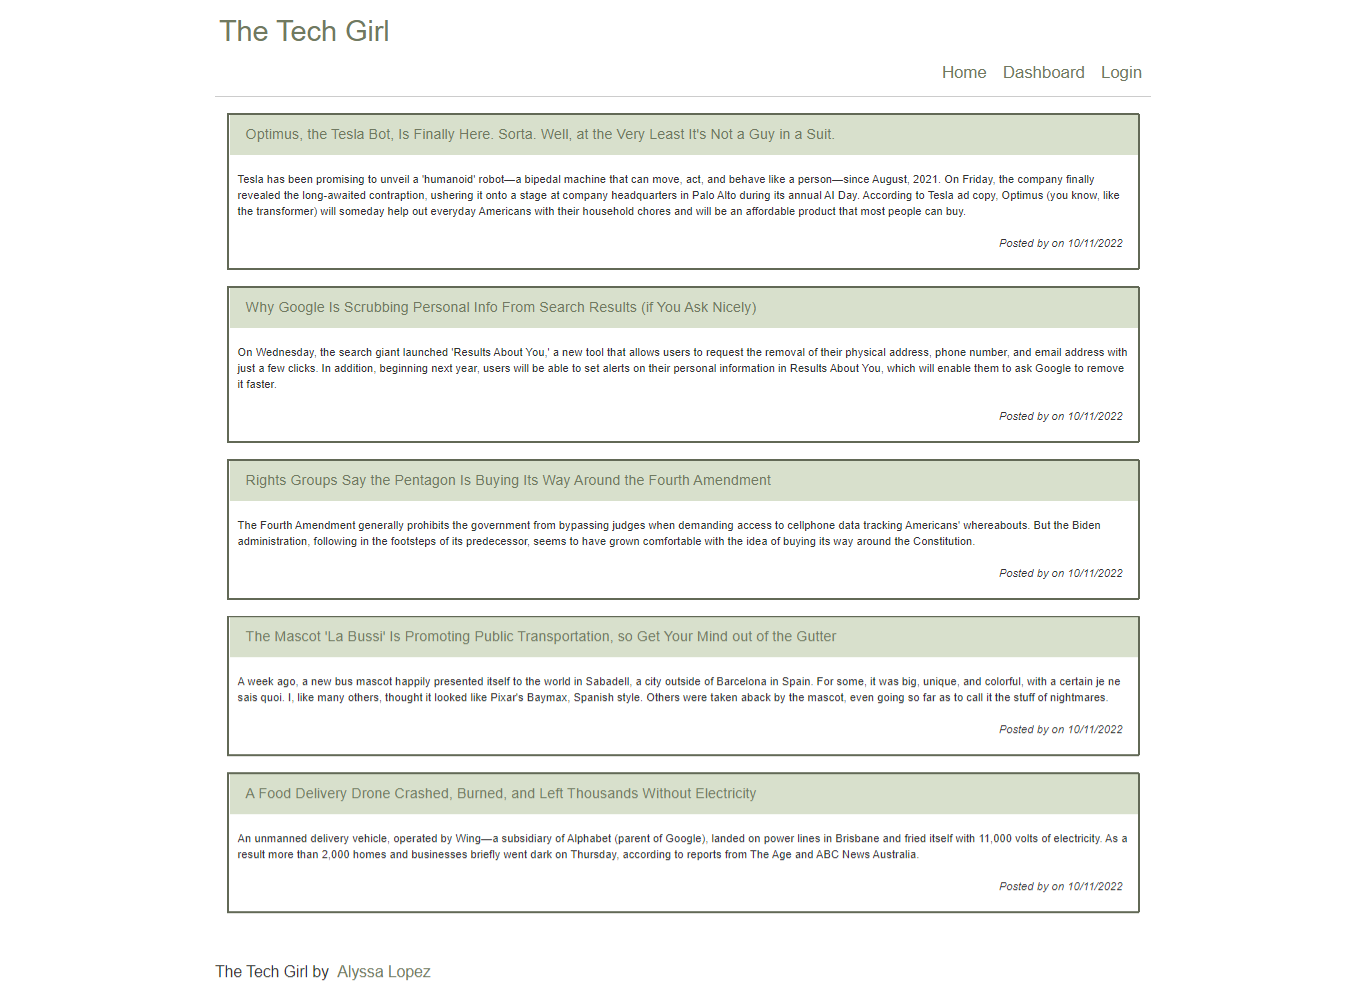 The Tech Girl
Home Dashboard Login
Optimus, the Tesla Bot, Is Finally Here. Sorta. Well, at the Very Least It's Not a Guy in a Suit.
Tesla has been promising to unveil a 'humanoid' robot—a bipedal machine that can move, act, and behave like a person—since August, 2021. On Friday, the company finally
revealed the long-awaited contraption, ushering it onto a stage at company headquarters in Palo Alto during its annual AI Day. According to Tesla ad copy, Optimus (you know, like
the transformer) will someday help out everyday Americans with their household chores and will be an affordable product that most people can buy.
Posted by on 10/11/2022
Why Google Is Scrubbing Personal Info From Search Results (if You Ask Nicely)
On Wednesday, the search giant launched 'Results About You,' a new tool that allows users to request the removal of their physical address, phone number, and email address with
just a few clicks. In addition, beginning next year, users will be able to set alerts on their personal information in Results About You, which will enable them to ask Google to remove
it faster.
Posted by on 10/11/2022
Rights Groups Say the Pentagon Is Buying Its Way Around the Fourth Amendment
The Fourth Amendment generally prohibits the government from bypassing judges when demanding access to cellphone data tracking Americans' whereabouts. But the Biden
administration, following in the footsteps of its predecessor, seems to have grown comfortable with the idea of buying its way around the Constitution.
Posted by on 10/11/2022
The Mascot 'La Bussi' Is Promoting Public Transportation, so Get Your Mind out of the Gutter
A week ago, a new bus mascot happily presented itself to the world in Sabadell, a city outside of Barcelona in Spain. For some, it was big, unique, and colorful, with a certain je ne
sais quoi. I, like many others, thought it looked like Pixar's Baymax, Spanish style. Others were taken aback by the mascot, even going so far as to call it the stuff of nightmares.
Posted by on 10/11/2022
A Food Delivery Drone Crashed, Burned, and Left Thousands Without Electricity
An unmanned delivery vehicle, operated by Wing—a subsidiary of Alphabet (parent of Google), landed on power lines in Brisbane and fried itself with 11,000 volts of electricity. As a
result more than 2,000 homes and businesses briefly went dark on Thursday, according to reports from The Age and ABC News Australia.
Posted by on 10/11/2022
The Tech Girl by Alyssa Lopez